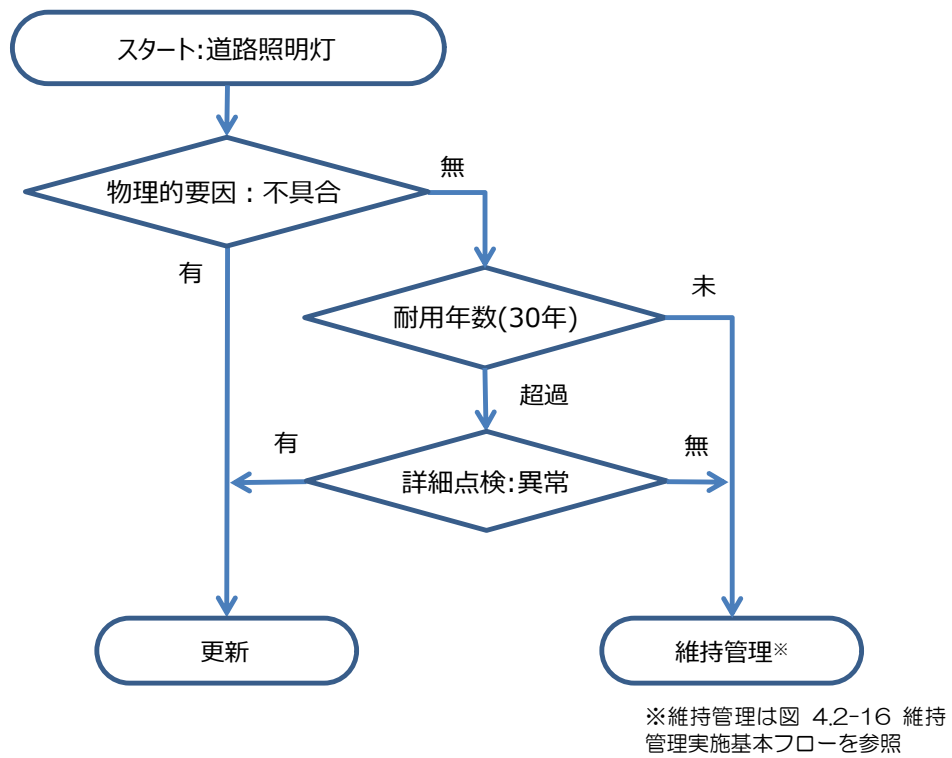 スタート:道路照明灯
物理的要因：不具合
無
有
耐用年数(30年)
未
超過
有
詳細点検:異常
無
更新
維持管理※
※維持管理は図 4.2-16 維持
管理実施基本フローを参照